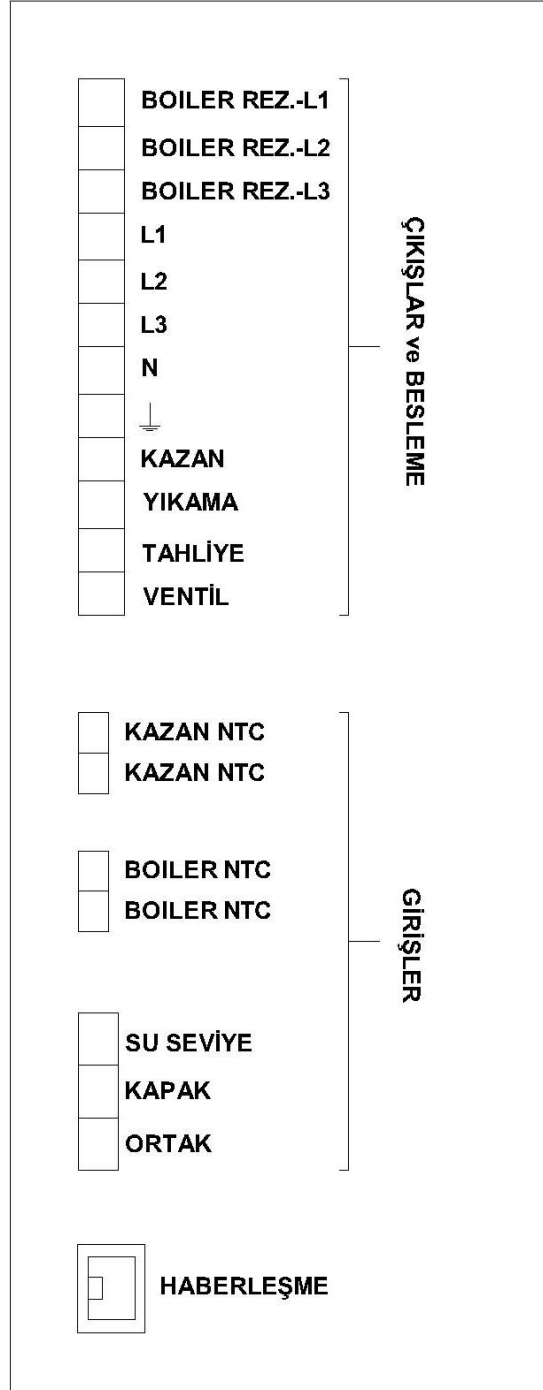 BOILER REZ.-L1
BOILER REZ.-L2
BOILER REZ.-L3
L1
L2
L3
N
KAZAN
YIKAMA
TAHLİYE
VENTİL
ÇIKIŞLAR ve BESLEME
KAZAN NTC
KAZAN NTC
BOILER NTC
BOILER NTC
SU SEVİYE
KAPAK
ORTAK
GİRİŞLER
HABERLEŞME